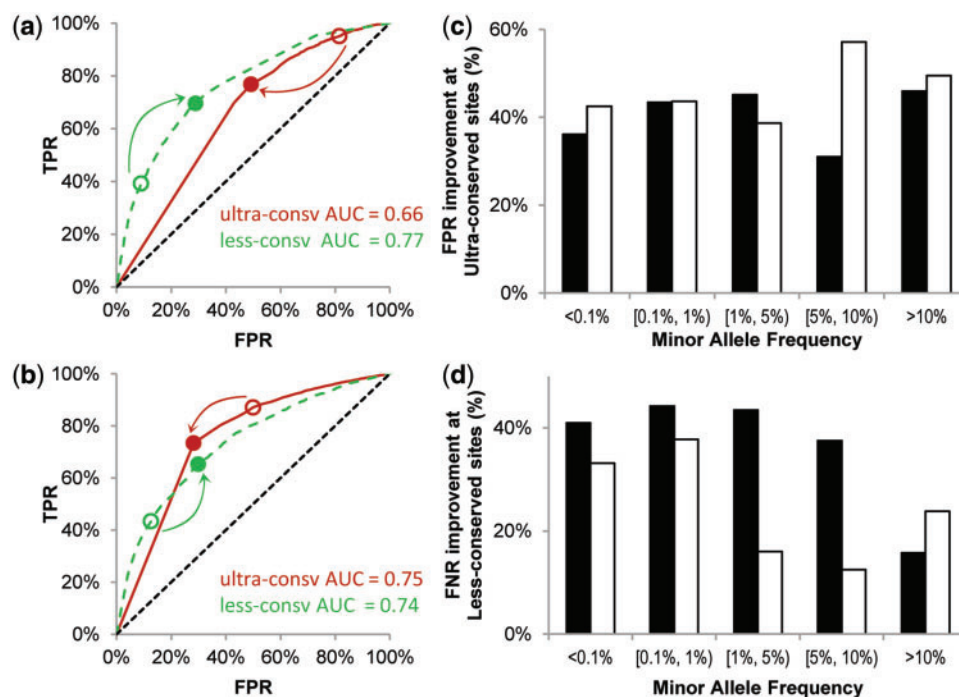 (a)
100%
80%
60%
40%
20%
0%
TPR
ultra-consv AUC = 0.66
less-consv AUC = 0.77
0% 20% 40% 60% 80% 100%
FPR
(b)
100%
80%
60%
40%
20%
0%
TPR
ultra-consv AUC = 0.75
less-consv AUC = 0.74
0% 20% 40% 60% 80% 100%
FPR
(c)
60%
40%
20%
0%
FPR improvement at
Ultra-conserved sites (%)
<0.1% [0.1%, 1%) [1%, 5%) [5%, 10%) >10%
Minor Allele Frequency
(d)
40%
20%
0%
FNR improvement at
Less-conserved sites (%)
<0.1% [0.1%, 1%) [1%, 5%) [5%, 10%) >10%
Minor Allele Frequency